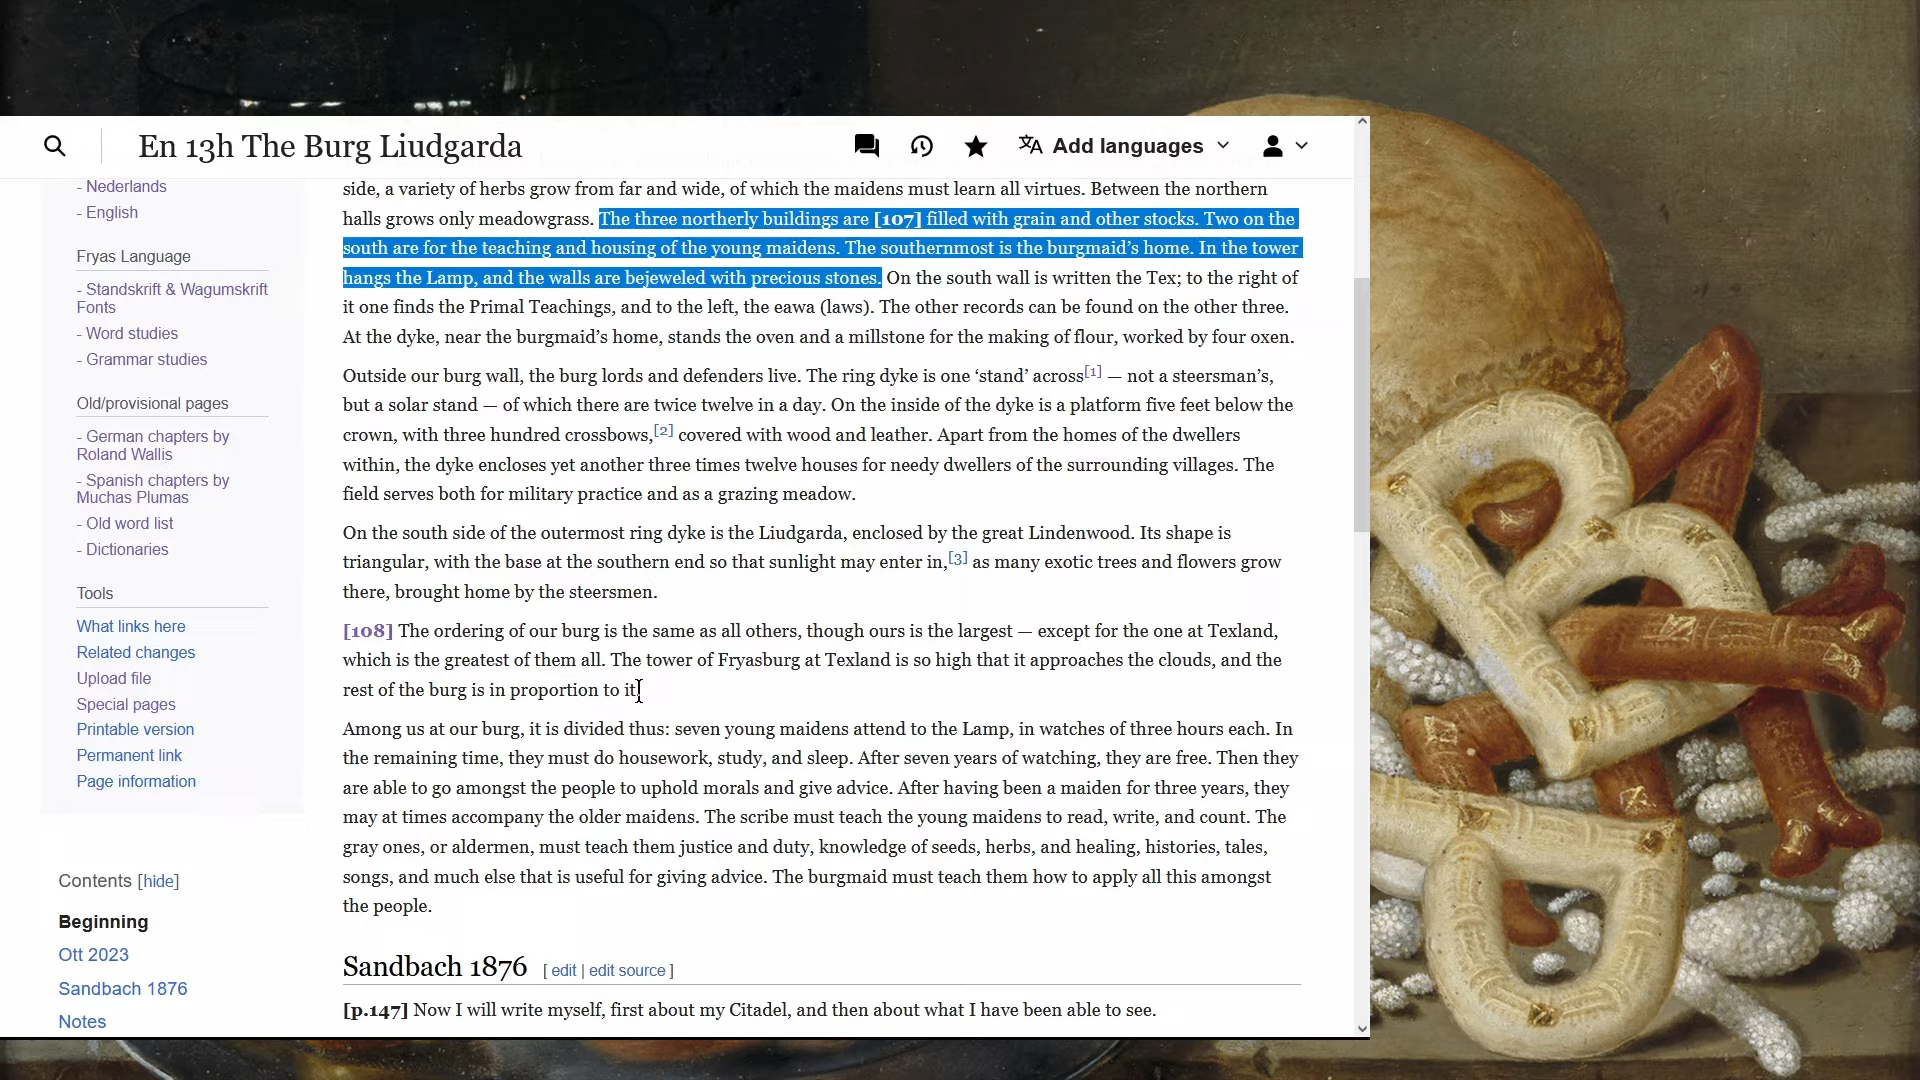 En 13h The Burg Liudgarda
Add languages
- Nederlands
- English
Fryas Language
- Standskrift & Wagumskrift
Fonts
- Word studies
- Grammar studies
Old/provisional pages
- German chapters by
Roland Wallis
- Spanish chapters by
Muchas Plumas
- Old word list
- Dictionaries
Tools
What links here
Related changes
Upload file
Special pages
Printable version
Permanent link
Page information
Contents [hide]
Beginning
Ott 2023
Sandbach 1876
Notes
side, a variety of herbs grow from far and wide, of which the maidens must learn all virtues. Between the northern
halls grows only meadowgrass. The three northerly buildings are [107] filled with grain and other stocks. Two on the
south are for the teaching and housing of the young maidens. The southernmost is the burgmaid’s home. In the tower
hangs the Lamp, and the walls are bejeweled with precious stones. On the south wall is written the Tex; to the right of
it one finds the Primal Teachings, and to the left, the eawa (laws). The other records can be found on the other three.
At the dyke, near the burgmaid’s home, stands the oven and a millstone for the making of flour, worked by four oxen.
Outside our burg wall, the burg lords and defenders live. The ring dyke is one ‘stand’ across[1] — not a steersman’s,
but a solar stand — of which there are twice twelve in a day. On the inside of the dyke is a platform five feet below the
crown, with three hundred crossbows,[2] covered with wood and leather. Apart from the homes of the dwellers
within, the dyke encloses yet another three times twelve houses for needy dwellers of the surrounding villages. The
field serves both for military practice and as a grazing meadow.
On the south side of the outermost ring dyke is the Liudgarda, enclosed by the great Lindenwood. Its shape is
triangular, with the base at the southern end so that sunlight may enter in,[3] as many exotic trees and flowers grow
there, brought home by the steersmen.
[108] The ordering of our burg is the same as all others, though ours is the largest — except for the one at Texland,
which is the greatest of them all. The tower of Fryasburg at Texland is so high that it approaches the clouds, and the
rest of the burg is in proportion to it
Among us at our burg, it is divided thus: seven young maidens attend to the Lamp, in watches of three hours each. In
the remaining time, they must do housework, study, and sleep. After seven years of watching, they are free. Then they
are able to go amongst the people to uphold morals and give advice. After having been a maiden for three years, they
may at times accompany the older maidens. The scribe must teach the young maidens to read, write, and count. The
gray ones, or aldermen, must teach them justice and duty, knowledge of seeds, herbs, and healing, histories, tales,
songs, and much else that is useful for giving advice. The burgmaid must teach them how to apply all this amongst
the people.
Sandbach 1876 [ edit | edit source ]
[p.147] Now I will write myself, first about my Citadel, and then about what I have been able to see.